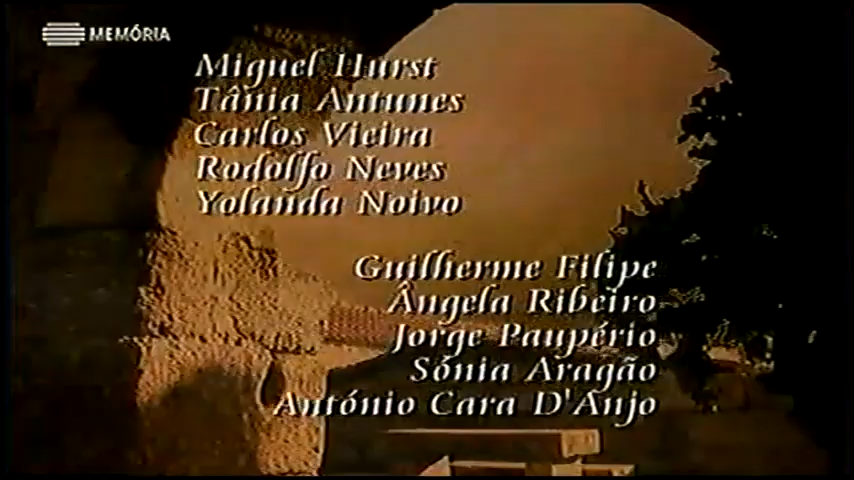 MEMÓRIA
Miguel Hurst
Tânia Antunes
Carlos Vieira
Rodolfo Neves
Yolanda Noivo
Guilherme Filipe
Ângela Ribeiro
Jorge Paupério
Sónia Aragão
António Cara D'Anjo